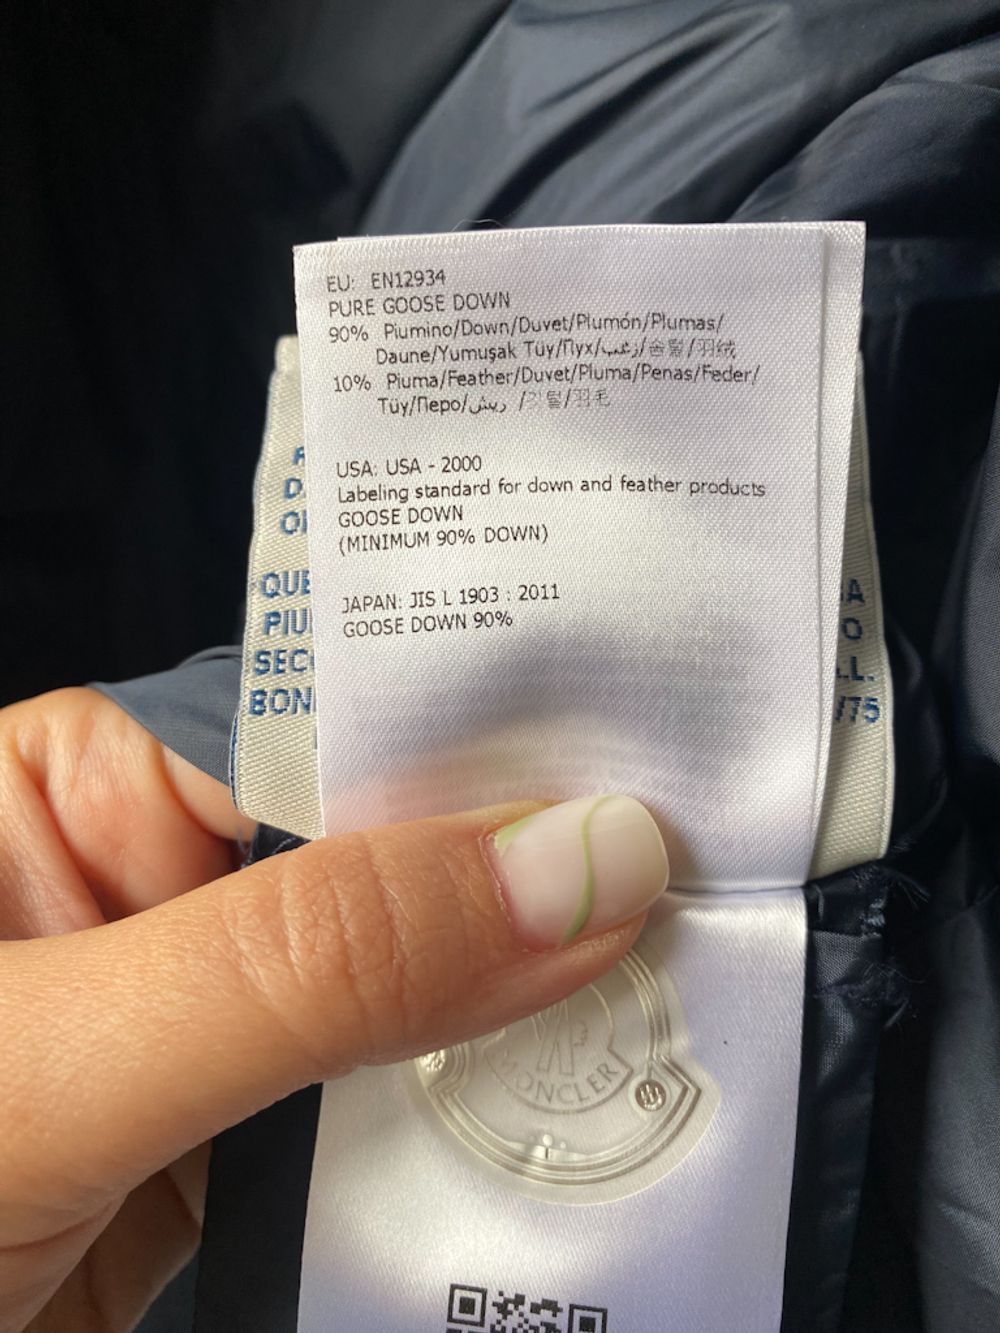 EU: EN12934
PURE GOOSE DOWN
90% Piumino/Down/Duvet/Plumón/Plumas/
Daune/Yumuşak Tüy/Пух/زغب/솜털/羽绒
10% Piuma/Feather/Duvet/Pluma/Penas/Feder/
Tüy/Перо/ريش /깃털/羽毛
USA: USA - 2000
Labeling standard for down and feather products
GOOSE DOWN
(MINIMUM 90% DOWN)
JAPAN: JIS L 1903 : 2011
GOOSE DOWN 90%
QUE
PIU
SEC
BON
A
O
L.
/75
MONCLER